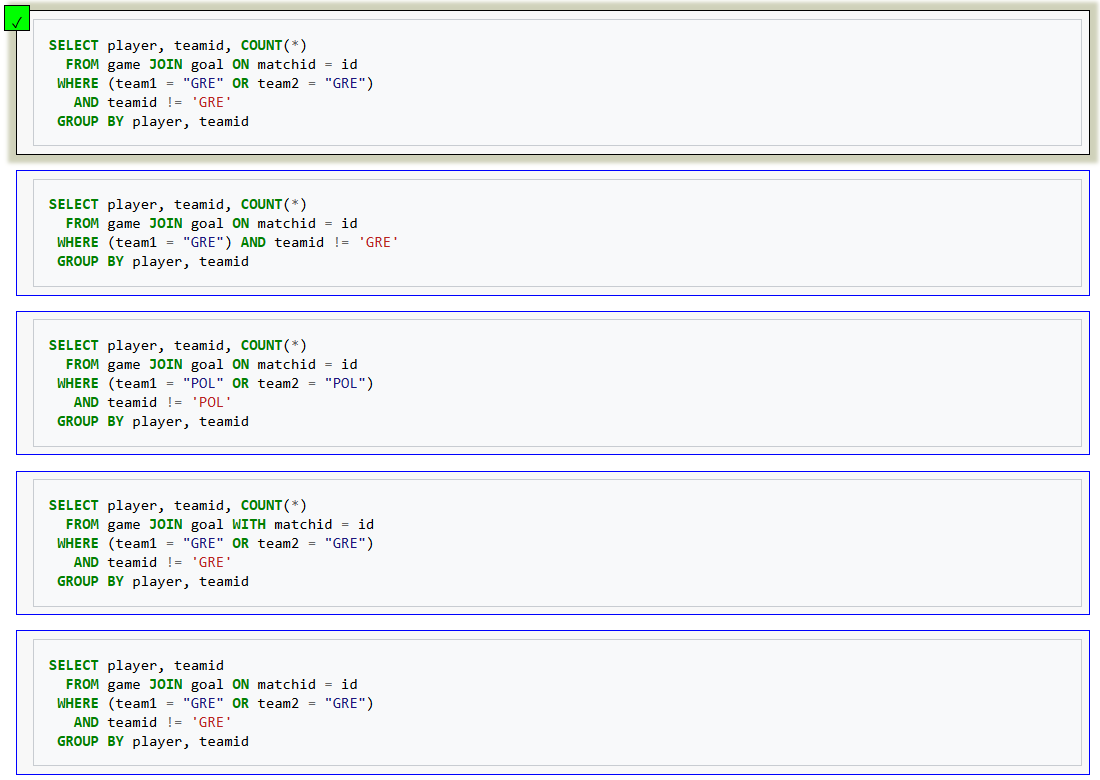 ✓
SELECT player, teamid, COUNT(*)
FROM game JOIN goal ON matchid = id
WHERE (team1 = "GRE" OR team2 = "GRE")
AND teamid != 'GRE'
GROUP BY player, teamid
SELECT player, teamid, COUNT(*)
FROM game JOIN goal ON matchid = id
WHERE (team1 = "GRE") AND teamid != 'GRE'
GROUP BY player, teamid
SELECT player, teamid, COUNT(*)
FROM game JOIN goal ON matchid = id
WHERE (team1 = "POL" OR team2 = "POL")
AND teamid != 'POL'
GROUP BY player, teamid
SELECT player, teamid, COUNT(*)
FROM game JOIN goal WITH matchid = id
WHERE (team1 = "GRE" OR team2 = "GRE")
AND teamid != 'GRE'
GROUP BY player, teamid
SELECT player, teamid
FROM game JOIN goal ON matchid = id
WHERE (team1 = "GRE" OR team2 = "GRE")
AND teamid != 'GRE'
GROUP BY player, teamid